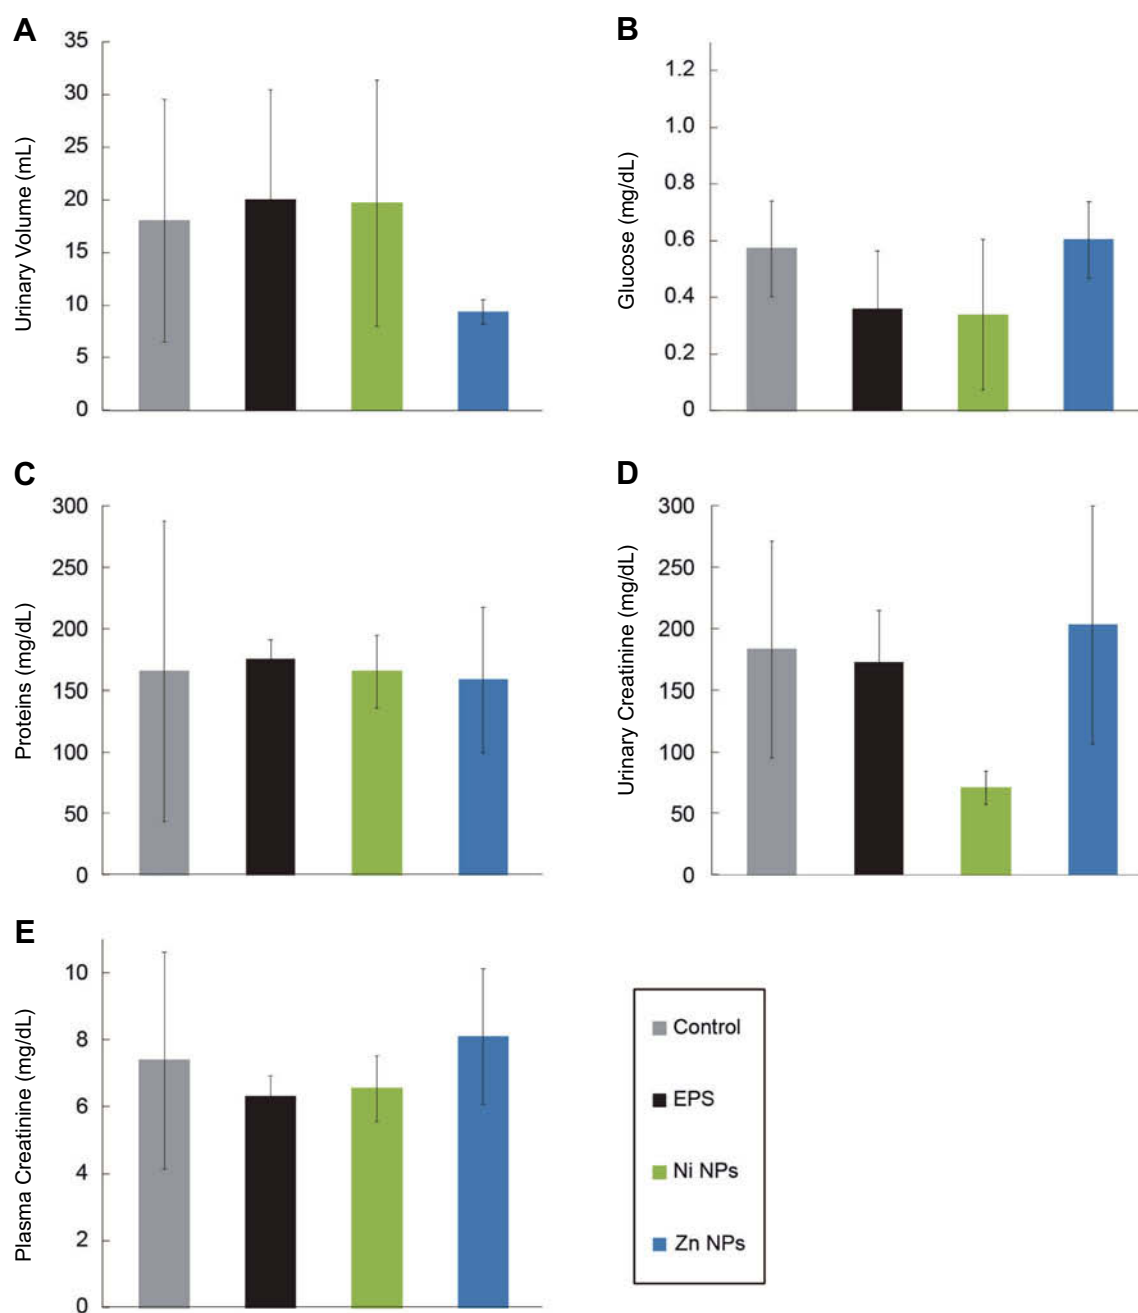 A
Urinary Volume (mL)
35
30
25
20
15
10
5
0
B
Glucose (mg/dL)
1.2
1.0
0.8
0.6
0.4
0.2
0
C
Proteins (mg/dL)
300
250
200
150
100
50
0
D
Urinary Creatinine (mg/dL)
300
250
200
150
100
50
0
E
Plasma Creatinine (mg/dL)
10
8
6
4
2
0
Control
EPS
Ni NPs
Zn NPs